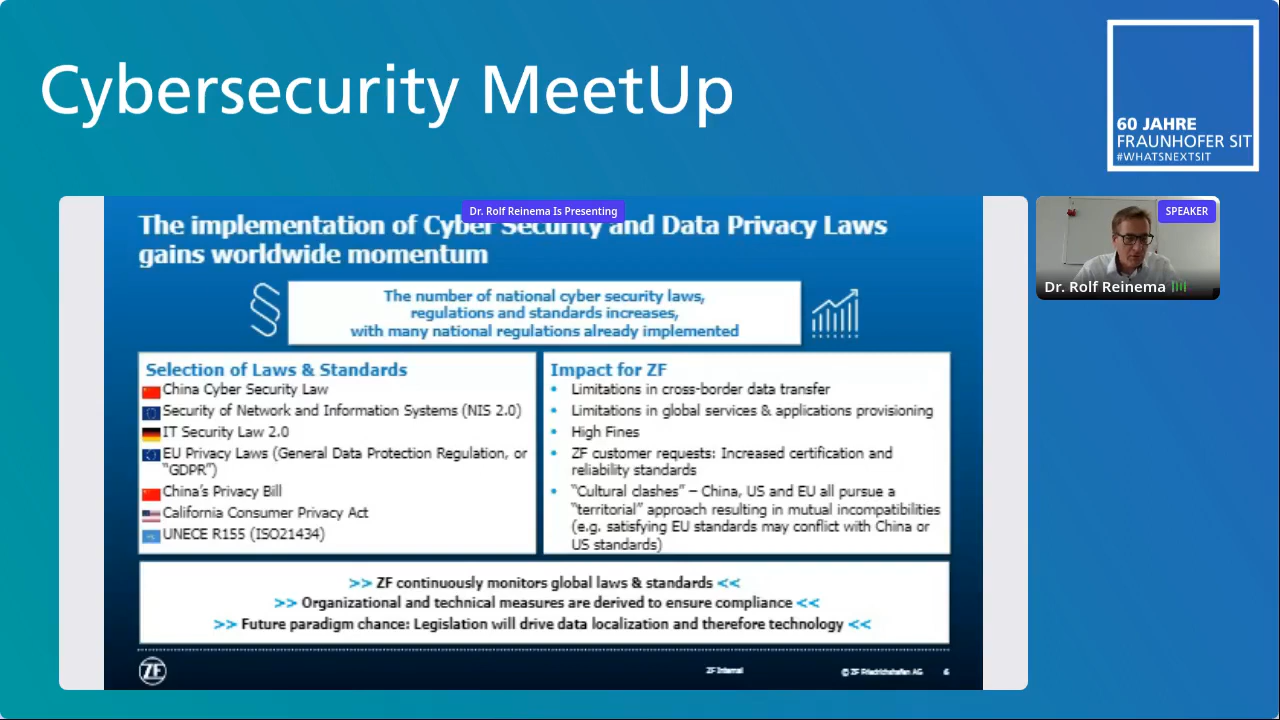 Cybersecurity MeetUp
60 JAHRE
FRAUNHOFER SIT
#WHATSNEXTSIT
Dr. Rolf Reinema Is Presenting
The implementation of Cyber Security and Data Privacy Laws
gains worldwide momentum
§
The number of national cyber security laws,
regulations and standards increases,
with many national regulations already implemented
Selection of Laws & Standards
China Cyber Security Law
Security of Network and Information Systems (NIS 2.0)
IT Security Law 2.0
EU Privacy Laws (General Data Protection Regulation, or
"GDPR")
China's Privacy Bill
California Consumer Privacy Act
UNECE R155 (ISO21434)
Impact for ZF
• Limitations in cross-border data transfer
• Limitations in global services & applications provisioning
• High Fines
• ZF customer requests: Increased certification and
reliability standards
• "Cultural clashes" – China, US and EU all pursue a
"territorial" approach resulting in mutual incompatibilities
(e.g. satisfying EU standards may conflict with China or
US standards)
>> ZF continuously monitors global laws & standards <<
>> Organizational and technical measures are derived to ensure compliance <<
>> Future paradigm chance: Legislation will drive data localization and therefore technology <<
ZF
ZF Internal
© ZF Friedrichshafen AG
6
SPEAKER
Dr. Rolf Reinema